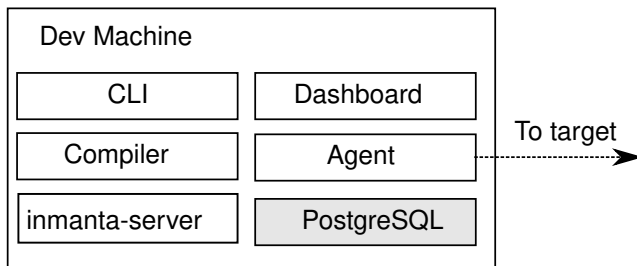 Dev Machine
CLI
Dashboard
Compiler
Agent
To target
inmanta-server
PostgreSQL